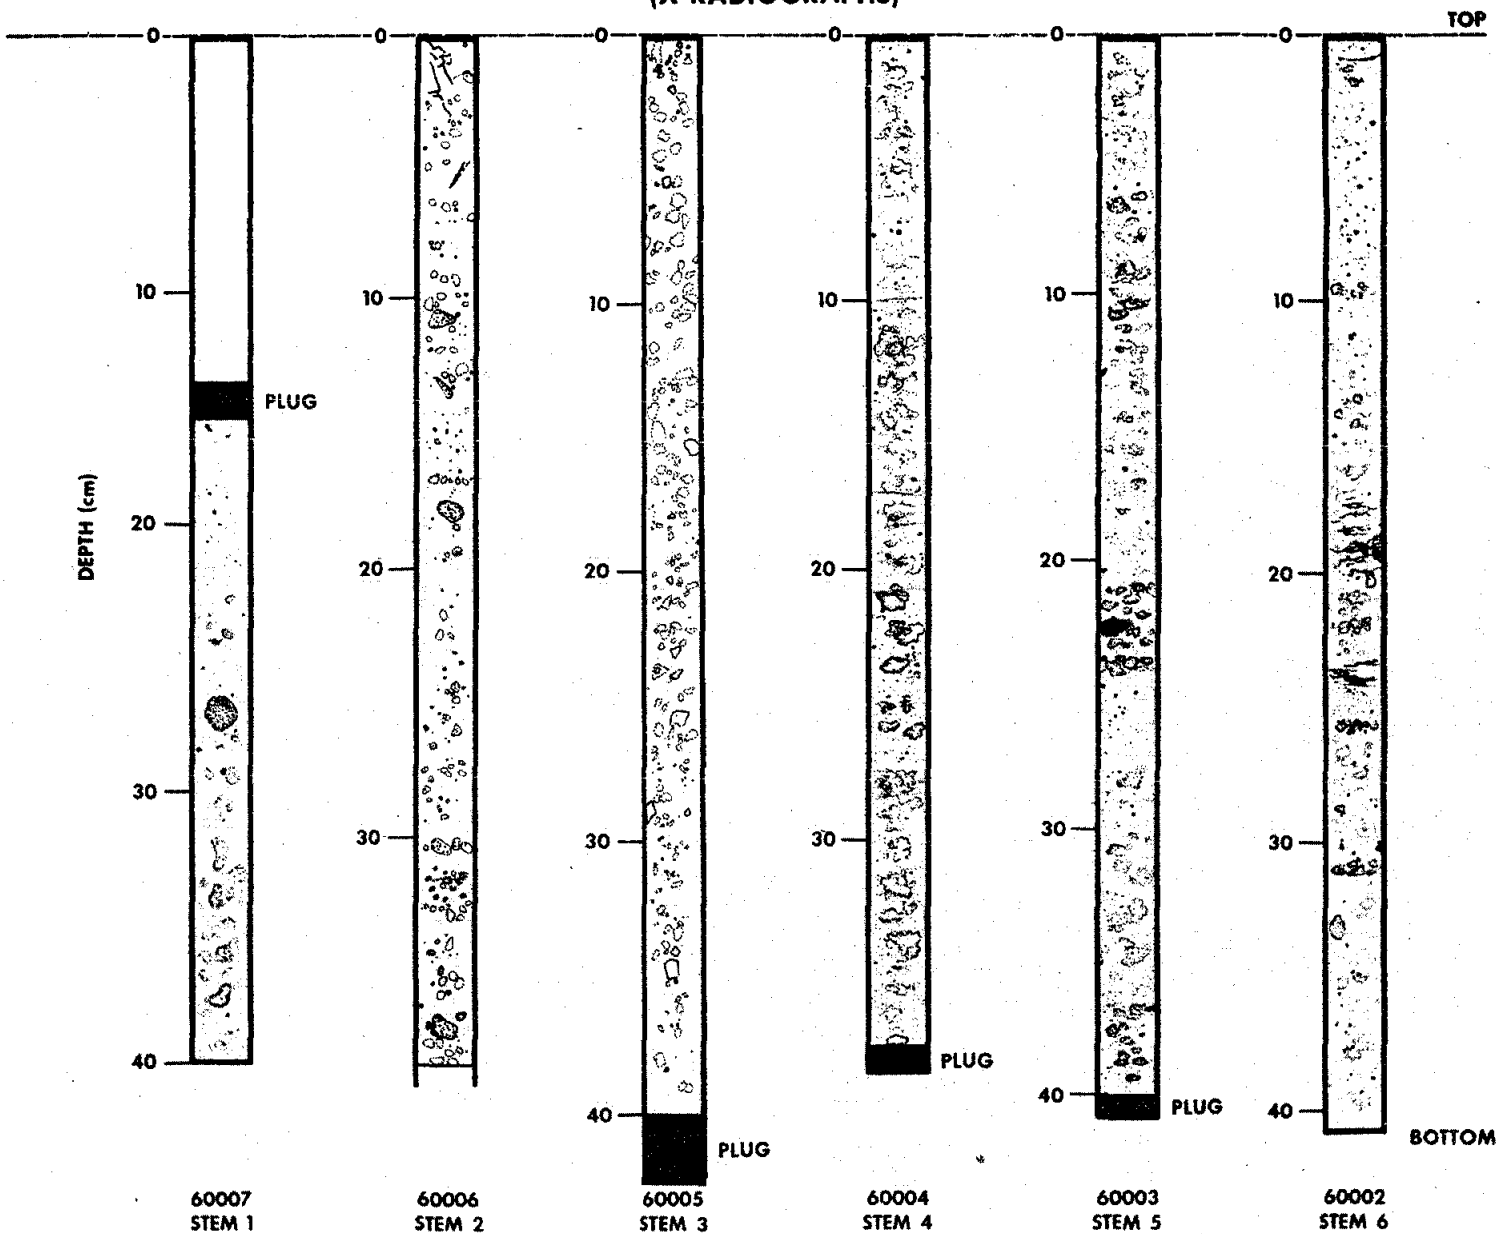 (X-RADIOGRAPHS)
TOP
0 0 0 0 0 0
10 10 10 10 10 10
PLUG
DEPTH (cm)
20 20 20 20 20 20
30 30 30 30 30 30
40
PLUG
40
PLUG
40
PLUG
40
BOTTOM
60007 60006 60005 60004 60003 60002
STEM 1 STEM 2 STEM 3 STEM 4 STEM 5 STEM 6